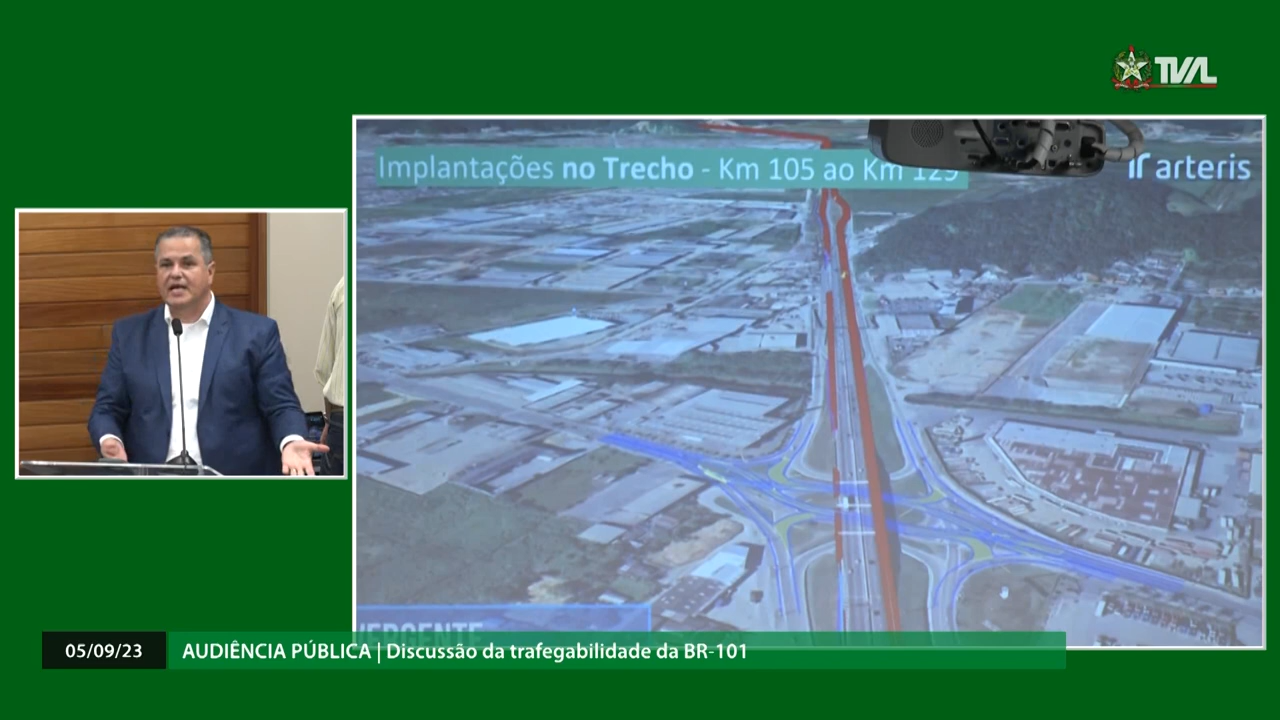 TVAL
Implantações no Trecho - Km 105 ao Km 129
arteris
VERGENTE
05/09/23
AUDIÊNCIA PÚBLICA | Discussão da trafegabilidade da BR-101